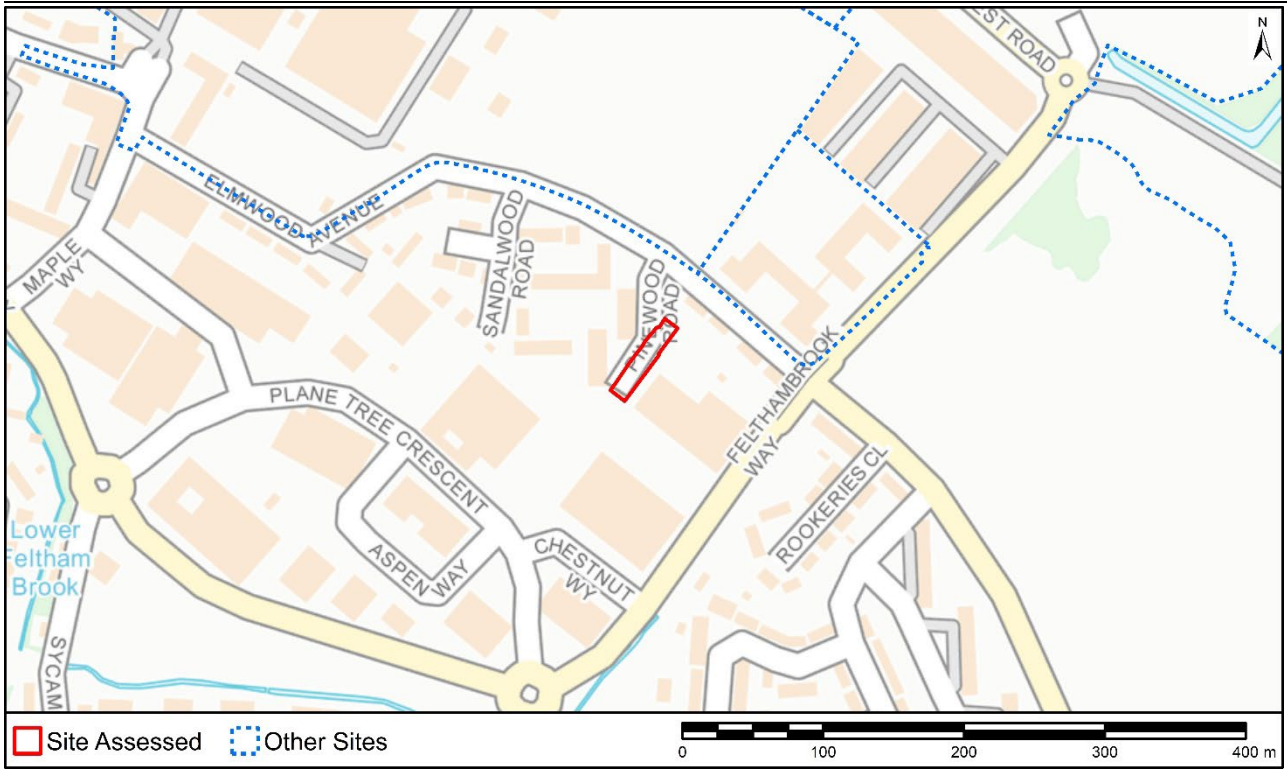 N
EST ROAD
ELMWOOD AVENUE
SANDALWOOD
ROAD
PINEWOOD
ROAD
MAPLE
WY
PLANE TREE CRESCENT
FELTHAMBROOK
WAY
ROOKERIES CL
CHESTNUT
WY
ASPEN WAY
Lower
Feltham
Brook
SYCAM
Site Assessed
Other Sites
0 100 200 300 400 m